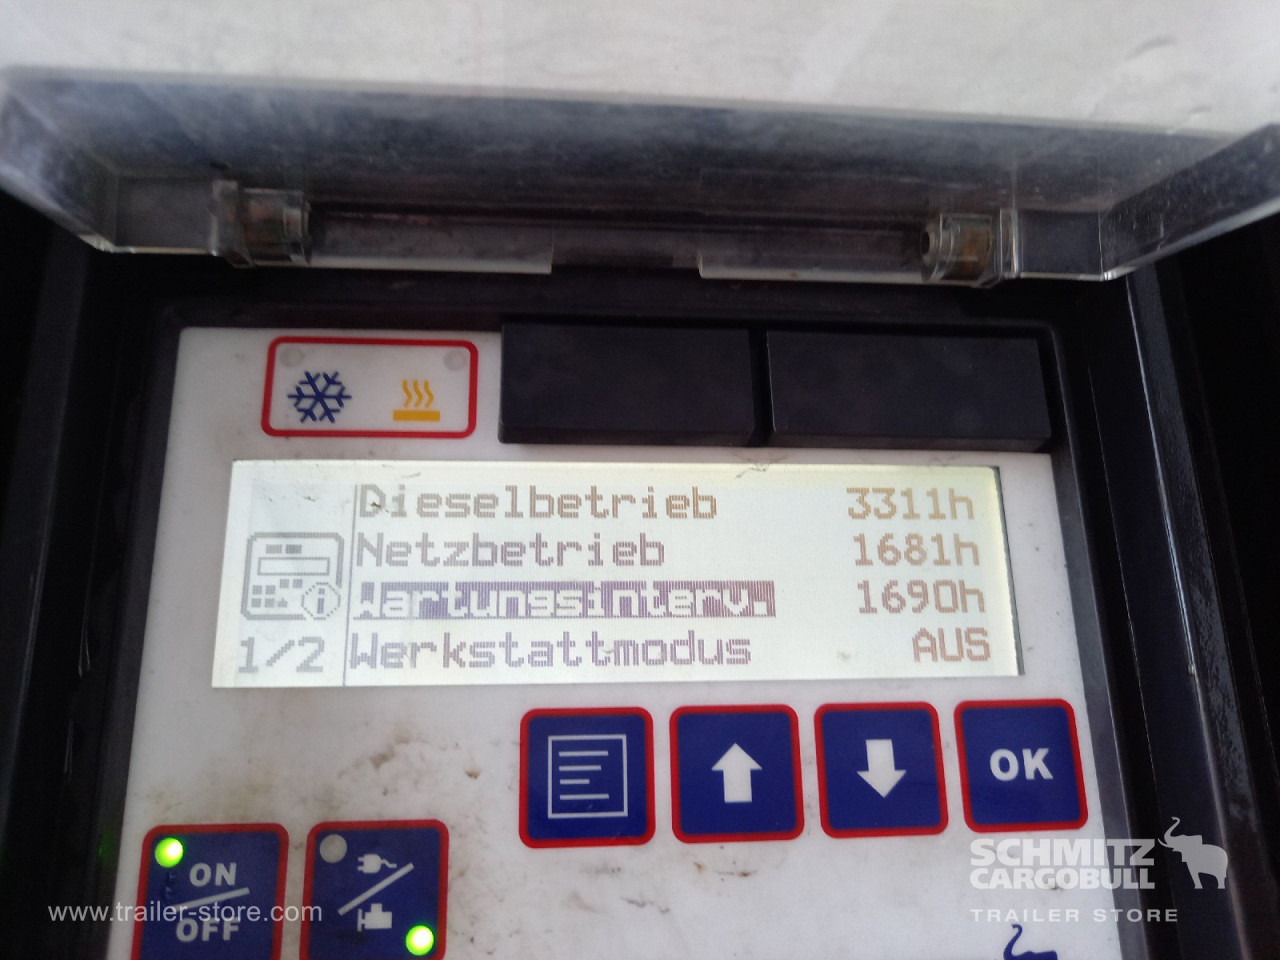 Dieselbetrieb 3311h
Netzbetrieb 1681h
Wartungsinterv. 1690h
1/2 Werkstattmodus AUS
OK
ON
OFF
SCHMITZ
CARGOBULL
TRAILER STORE
www.trailer-store.com